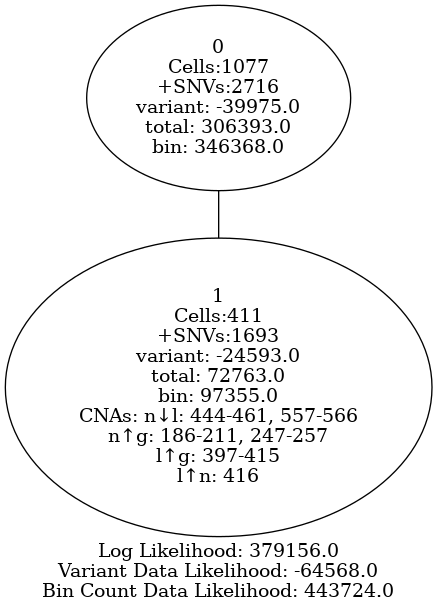 0
Cells:1077
+SNVs:2716
variant: -39975.0
total: 306393.0
bin: 346368.0
1
Cells:411
+SNVs:1693
variant: -24593.0
total: 72763.0
bin: 97355.0
CNAs: n↓l: 444-461, 557-566
n↑g: 186-211, 247-257
l↑g: 397-415
l↑n: 416
Log Likelihood: 379156.0
Variant Data Likelihood: -64568.0
Bin Count Data Likelihood: 443724.0